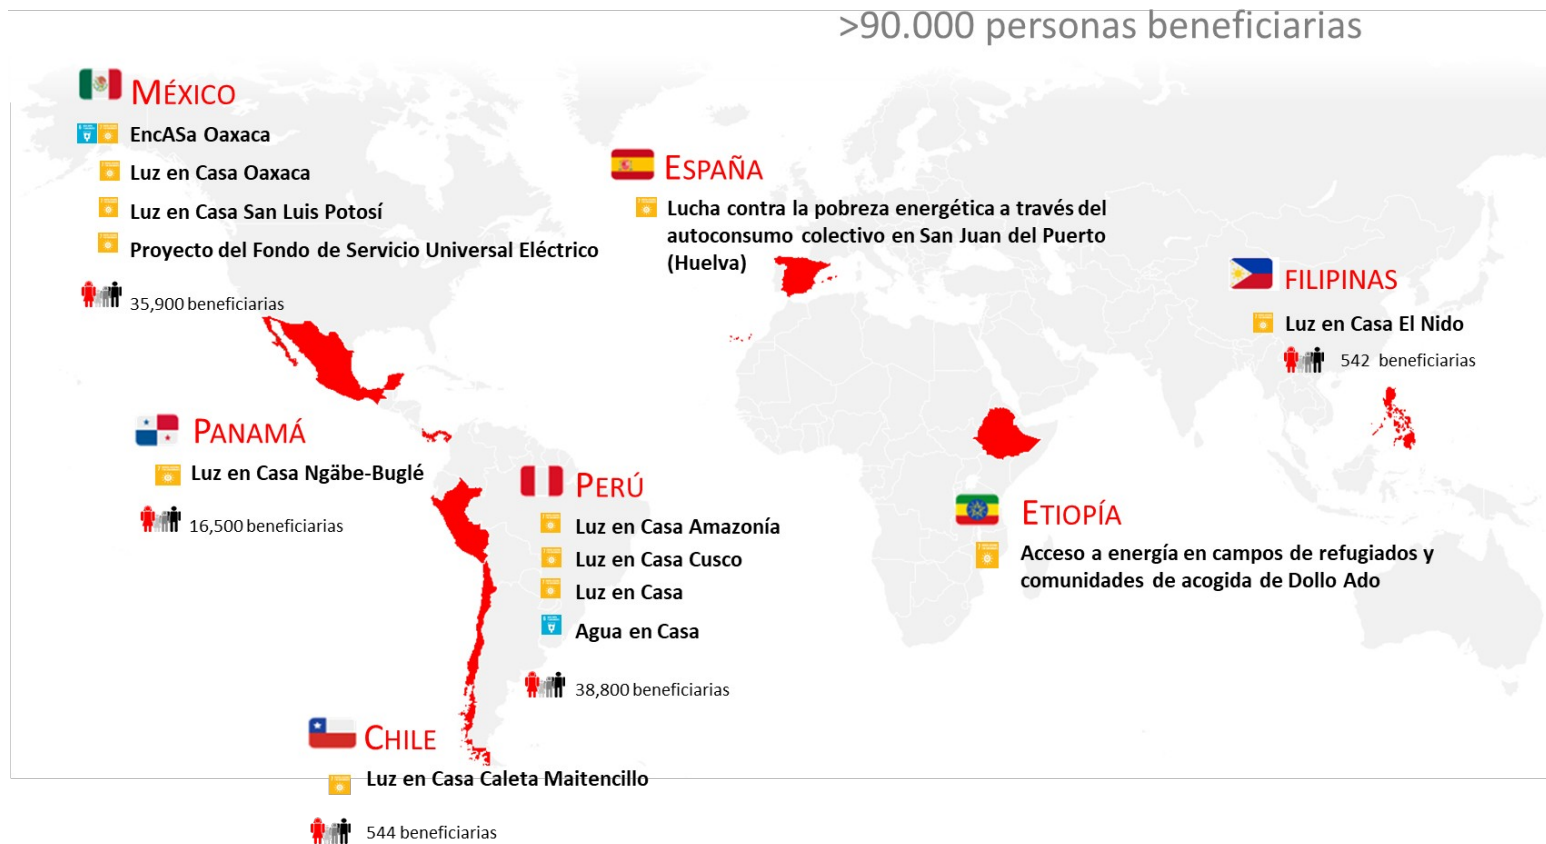 >90.000 personas beneficiarias
MÉXICO
EncASa Oaxaca
Luz en Casa Oaxaca
Luz en Casa San Luis Potosí
Proyecto del Fondo de Servicio Universal Eléctrico
35,900 beneficiarias
ESPAÑA
Lucha contra la pobreza energética a través del
autoconsumo colectivo en San Juan del Puerto
(Huelva)
FILIPINAS
Luz en Casa El Nido
542 beneficiarias
PANAMÁ
Luz en Casa Ngäbe-Buglé
16,500 beneficiarias
PERÚ
Luz en Casa Amazonía
Luz en Casa Cusco
Luz en Casa
Agua en Casa
38,800 beneficiarias
ETIOPÍA
Acceso a energía en campos de refugiados y
comunidades de acogida de Dollo Ado
CHILE
Luz en Casa Caleta Maitencillo
544 beneficiarias